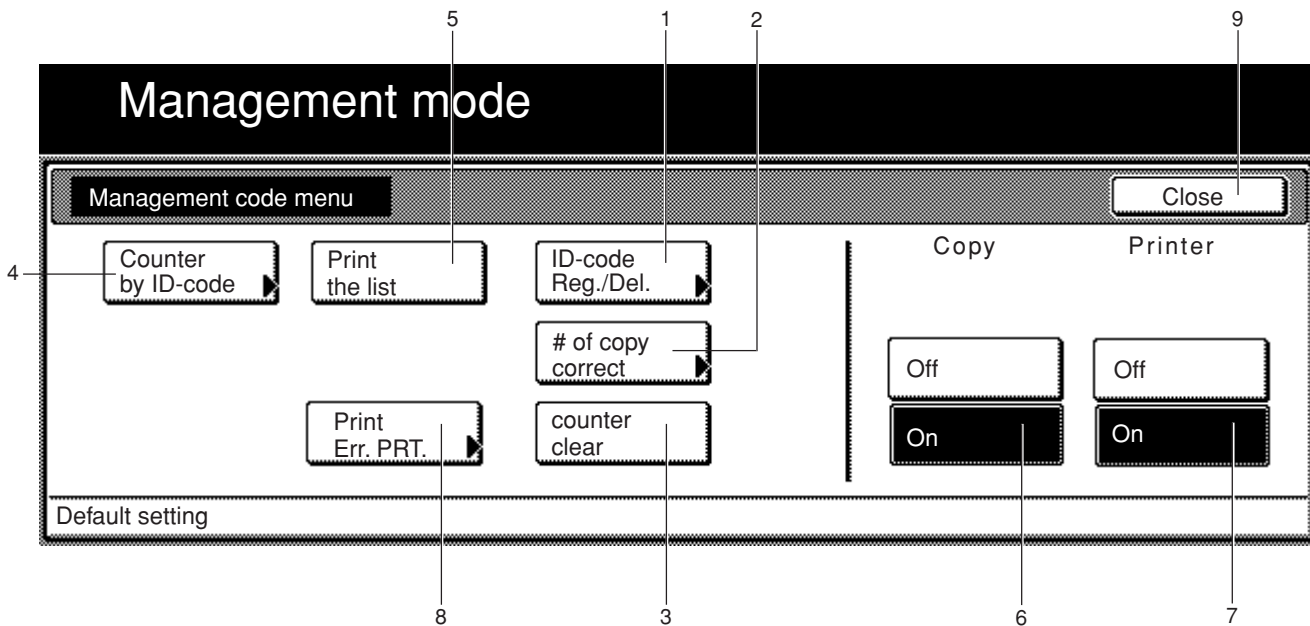 5 1 2 9
Management mode
Management code menu
Close
4
Counter
by ID-code
Print
the list
ID-code
Reg./Del.
# of copy
correct
Print
Err. PRT.
counter
clear
Copy
Off
On
Printer
Off
On
Default setting
8 3 6 7